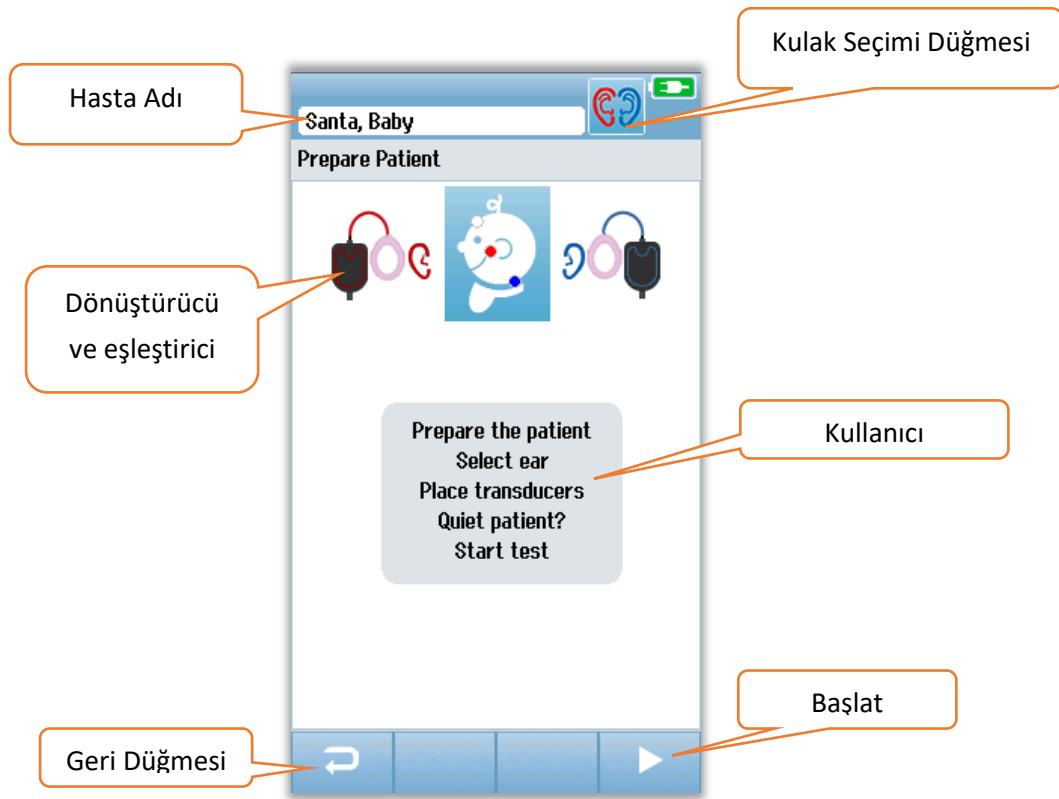 Kulak Seçimi Düğmesi
Hasta Adı
Santa, Baby
Prepare Patient
Dönüştürücü
ve eşleştirici
Prepare the patient
Select ear
Place transducers
Quiet patient?
Start test
Kullanıcı
Başlat
Geri Düğmesi